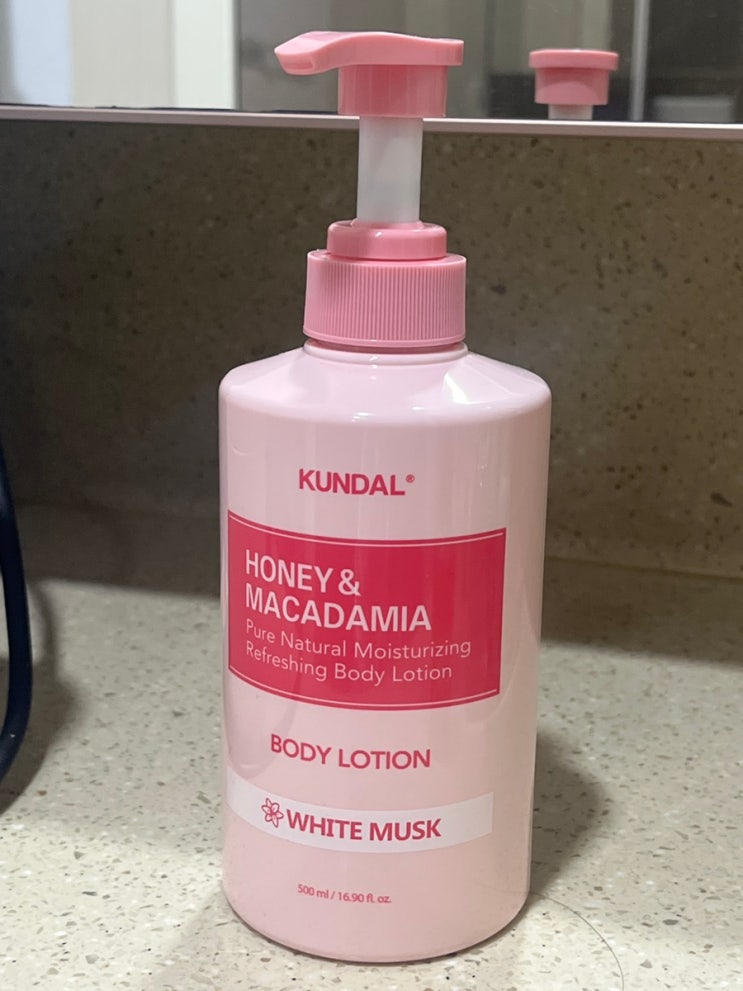 KUNDAL®
HONEY &
MACADAMIA
Pure Natural Moisturizing
Refreshing Body Lotion
BODY LOTION
WHITE MUSK
500 ml / 16.90 fl. oz.